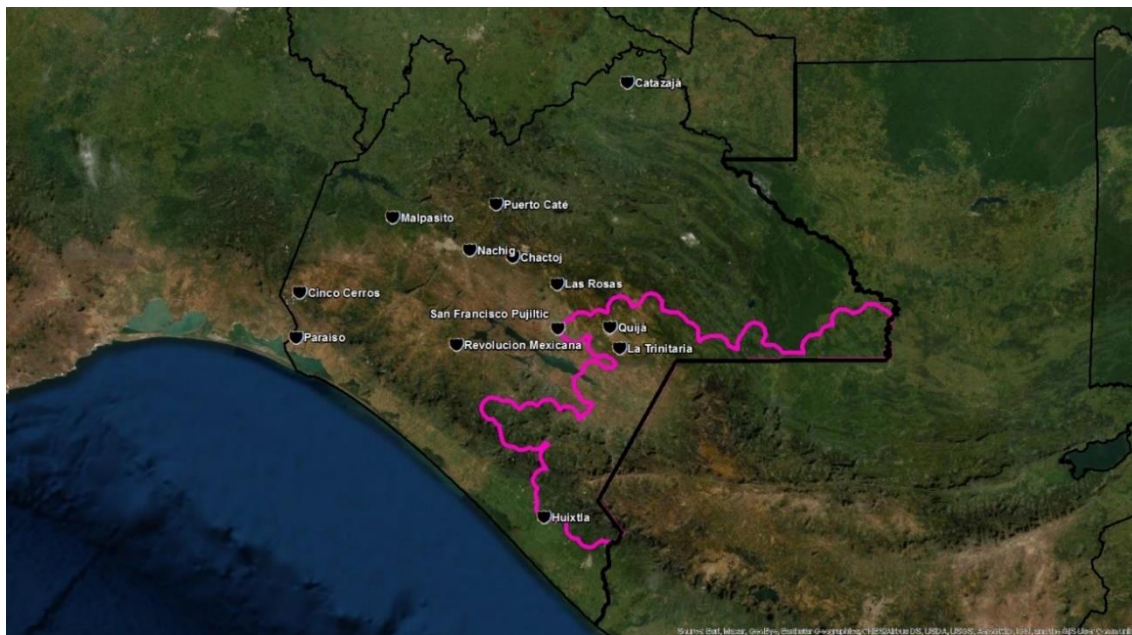 Catazajá
Puerto Caté
Malpasito
Nachig
Chactoj
Las Rosas
Cinco Cerros
San Francisco Pujiltic
Quijá
Paraiso
Revolucion Mexicana
La Trinitaria
Huixtla